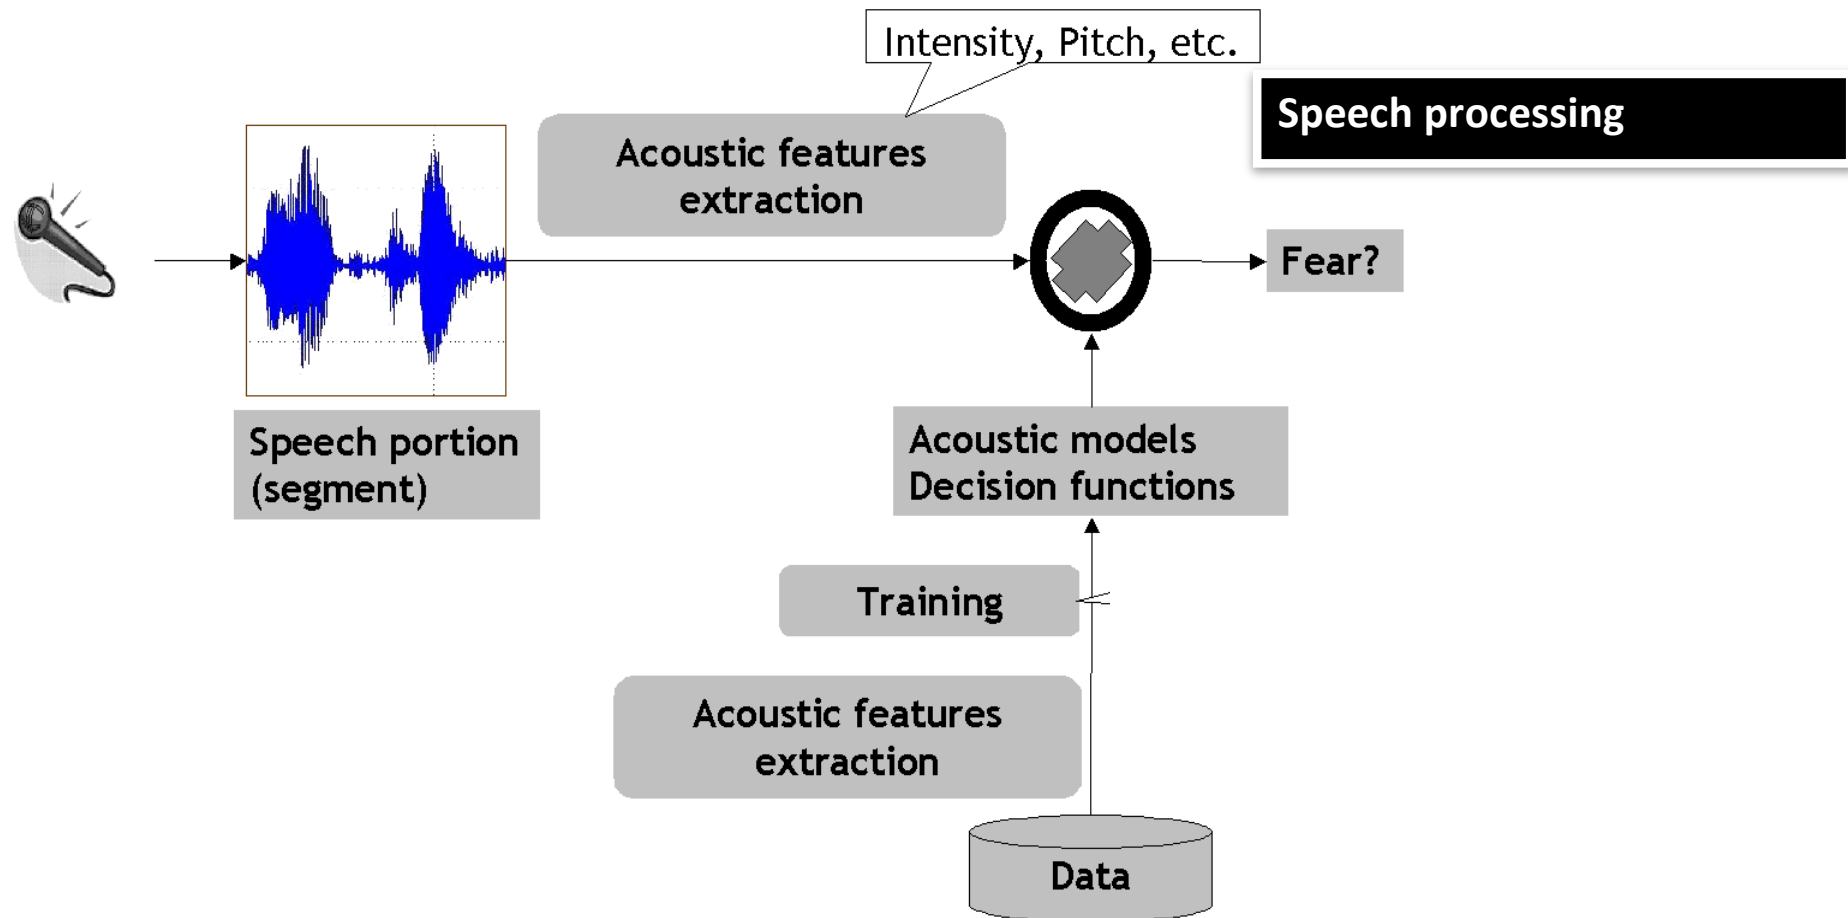 Intensity, Pitch, etc.
Speech processing
Acoustic features
extraction
Fear?
Speech portion
(segment)
Acoustic models
Decision functions
Training
Acoustic features
extraction
Data